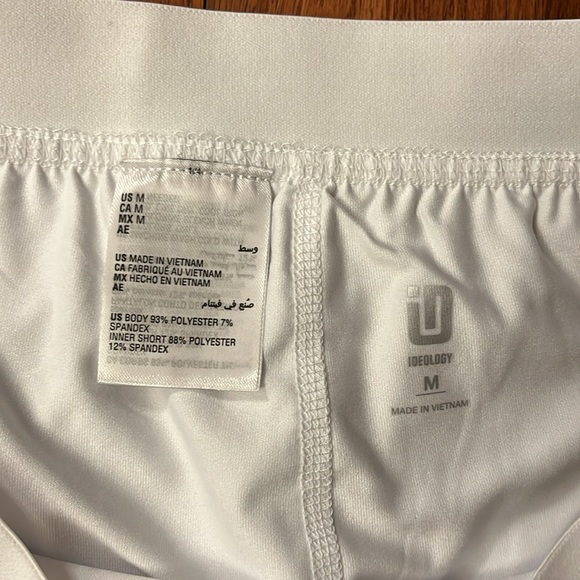 US M
CA M
MX M
AE
وسط
US MADE IN VIETNAM
CA FABRIQUÉ AU VIETNAM
MX HECHO EN VIETNAM
AE
صُنع في فيتنام
US BODY 93% POLYESTER 7%
SPANDEX
INNER SHORT 88% POLYESTER
12% SPANDEX
IDEOLOGY
M
MADE IN VIETNAM